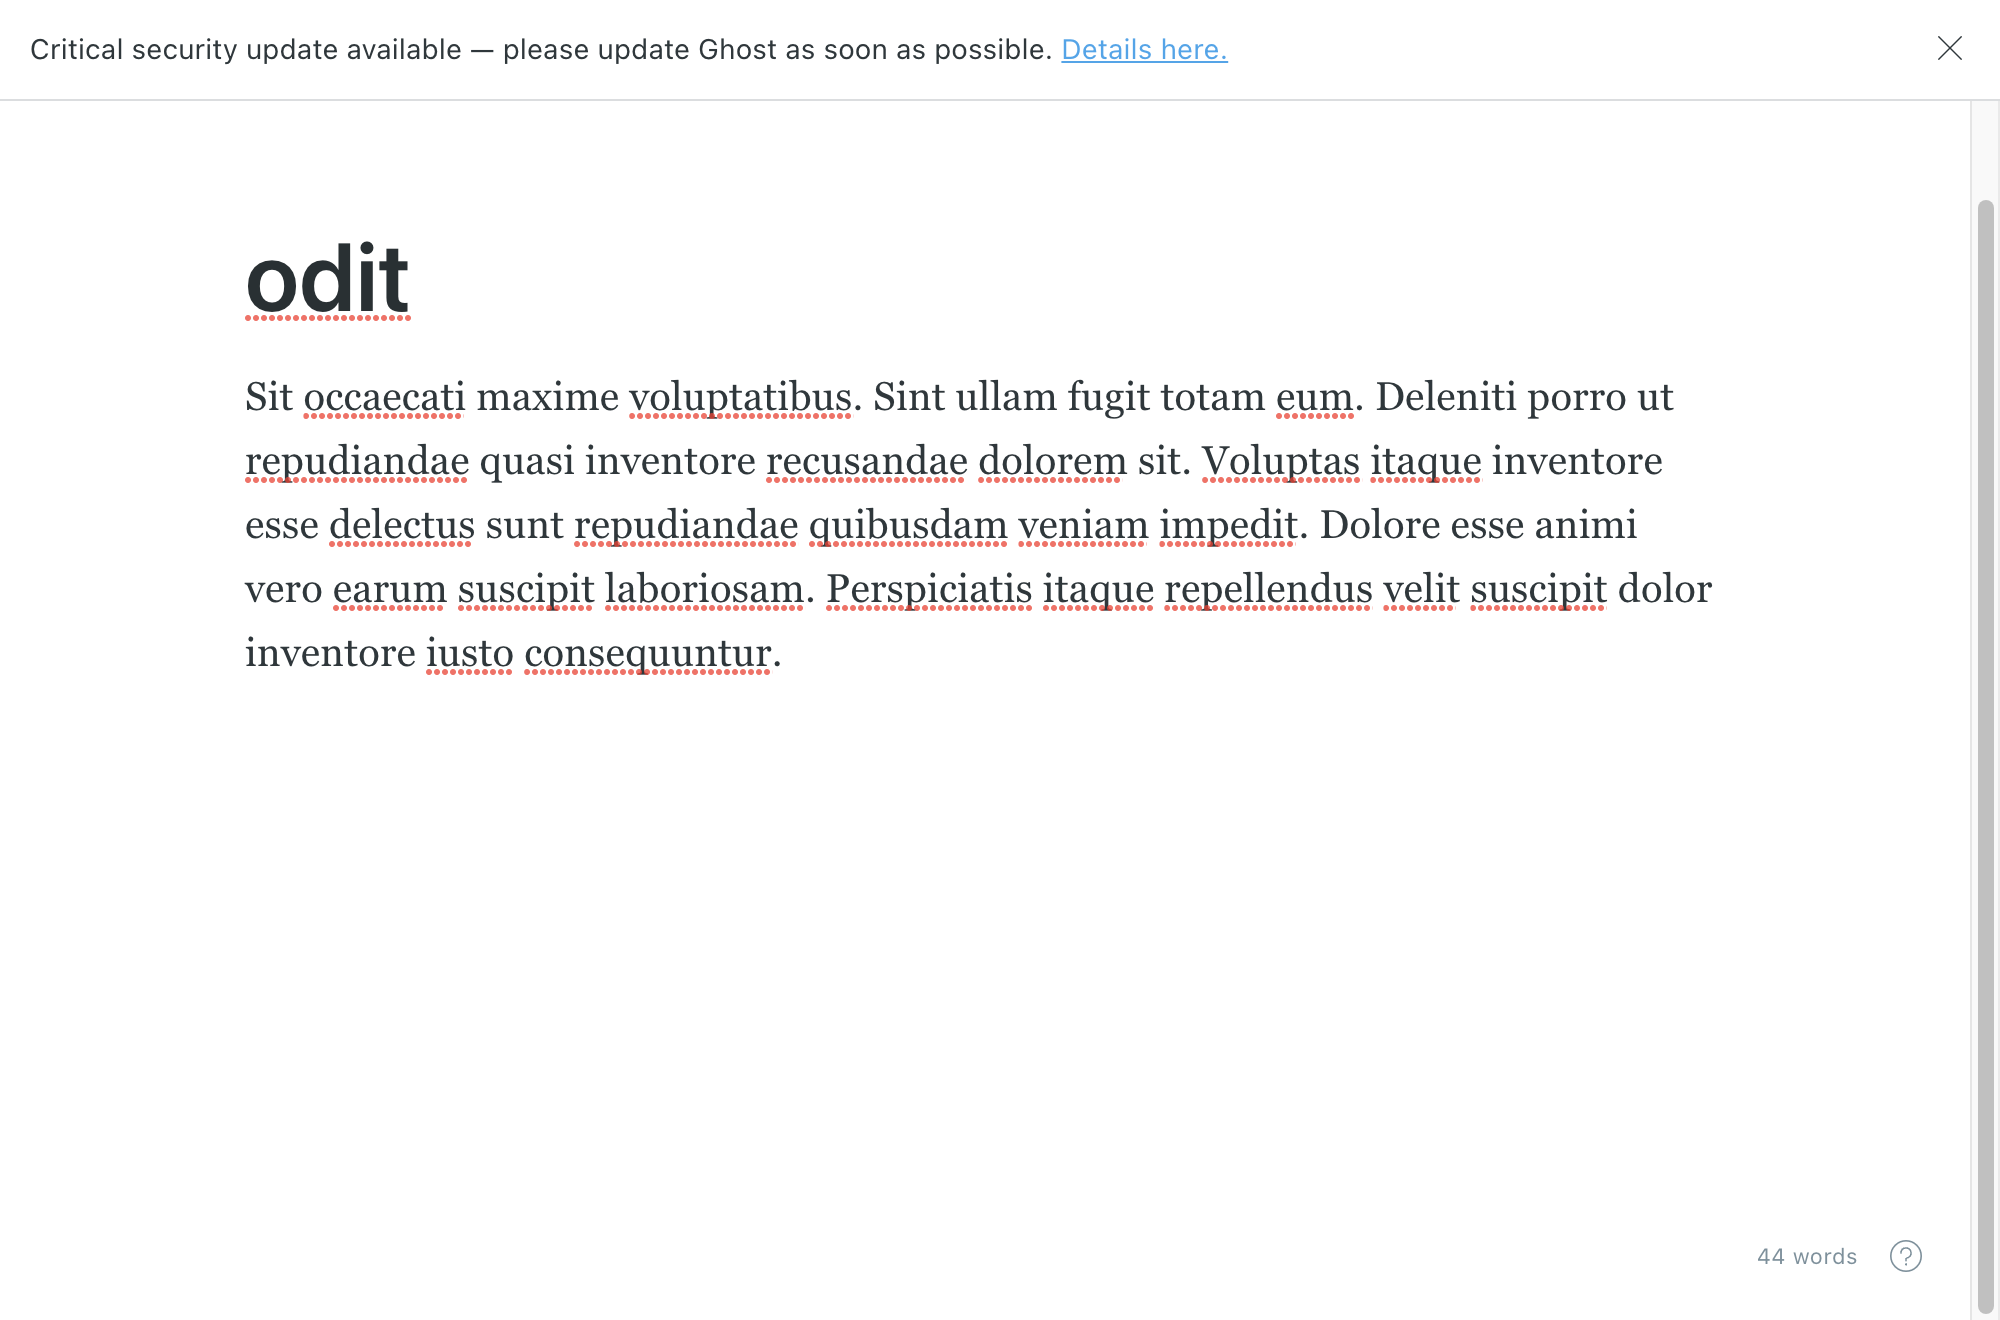 Critical security update available — please update Ghost as soon as possible. Details here.
odit
Sit occaecati maxime voluptatibus. Sint ullam fugit totam eum. Deleniti porro ut
repudiandae quasi inventore recusandae dolorem sit. Voluptas itaque inventore
esse delectus sunt repudiandae quibusdam veniam impedit. Dolore esse animi
vero earum suscipit laboriosam. Perspiciatis itaque repellendus velit suscipit dolor
inventore iusto consequuntur.
44 words ?